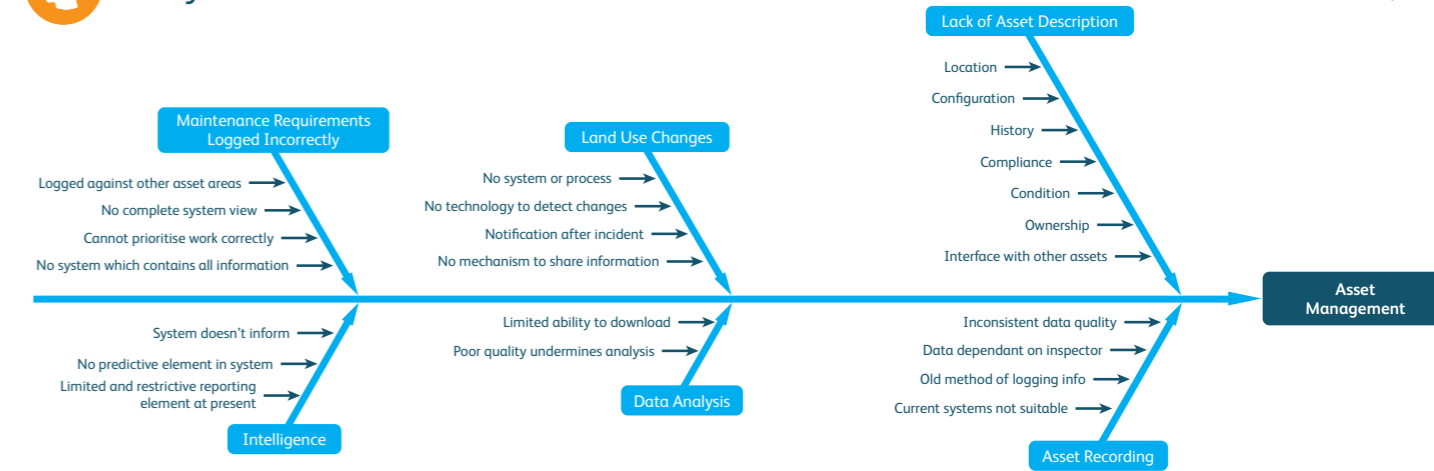 Lack of Asset Description
Location
Configuration
History
Compliance
Condition
Ownership
Interface with other assets
Maintenance Requirements
Logged Incorrectly
Logged against other asset areas
No complete system view
Cannot prioritise work correctly
No system which contains all information
Land Use Changes
No system or process
No technology to detect changes
Notification after incident
No mechanism to share information
Asset
Management
System doesn't inform
No predictive element in system
Limited and restrictive reporting
element at present
Intelligence
Limited ability to download
Poor quality undermines analysis
Data Analysis
Inconsistent data quality
Data dependant on inspector
Old method of logging info
Current systems not suitable
Asset Recording